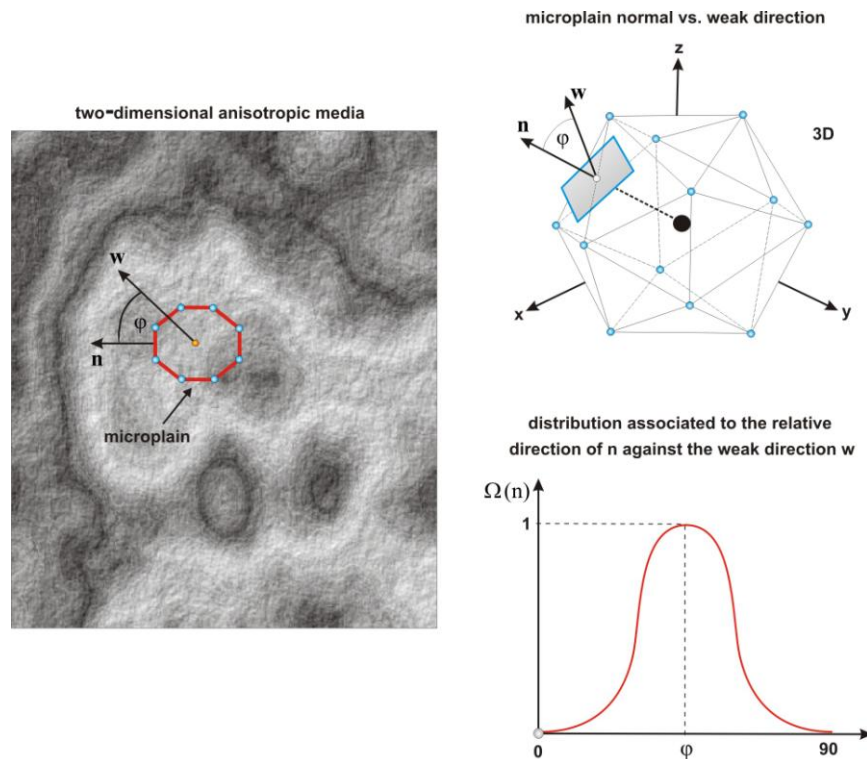 two-dimensional anisotropic media
w
φ
n
microplain
microplain normal vs. weak direction
z
w
n
φ
3D
x
y
distribution associated to the relative
direction of n against the weak direction w
Ω(n)
1
0
φ
90